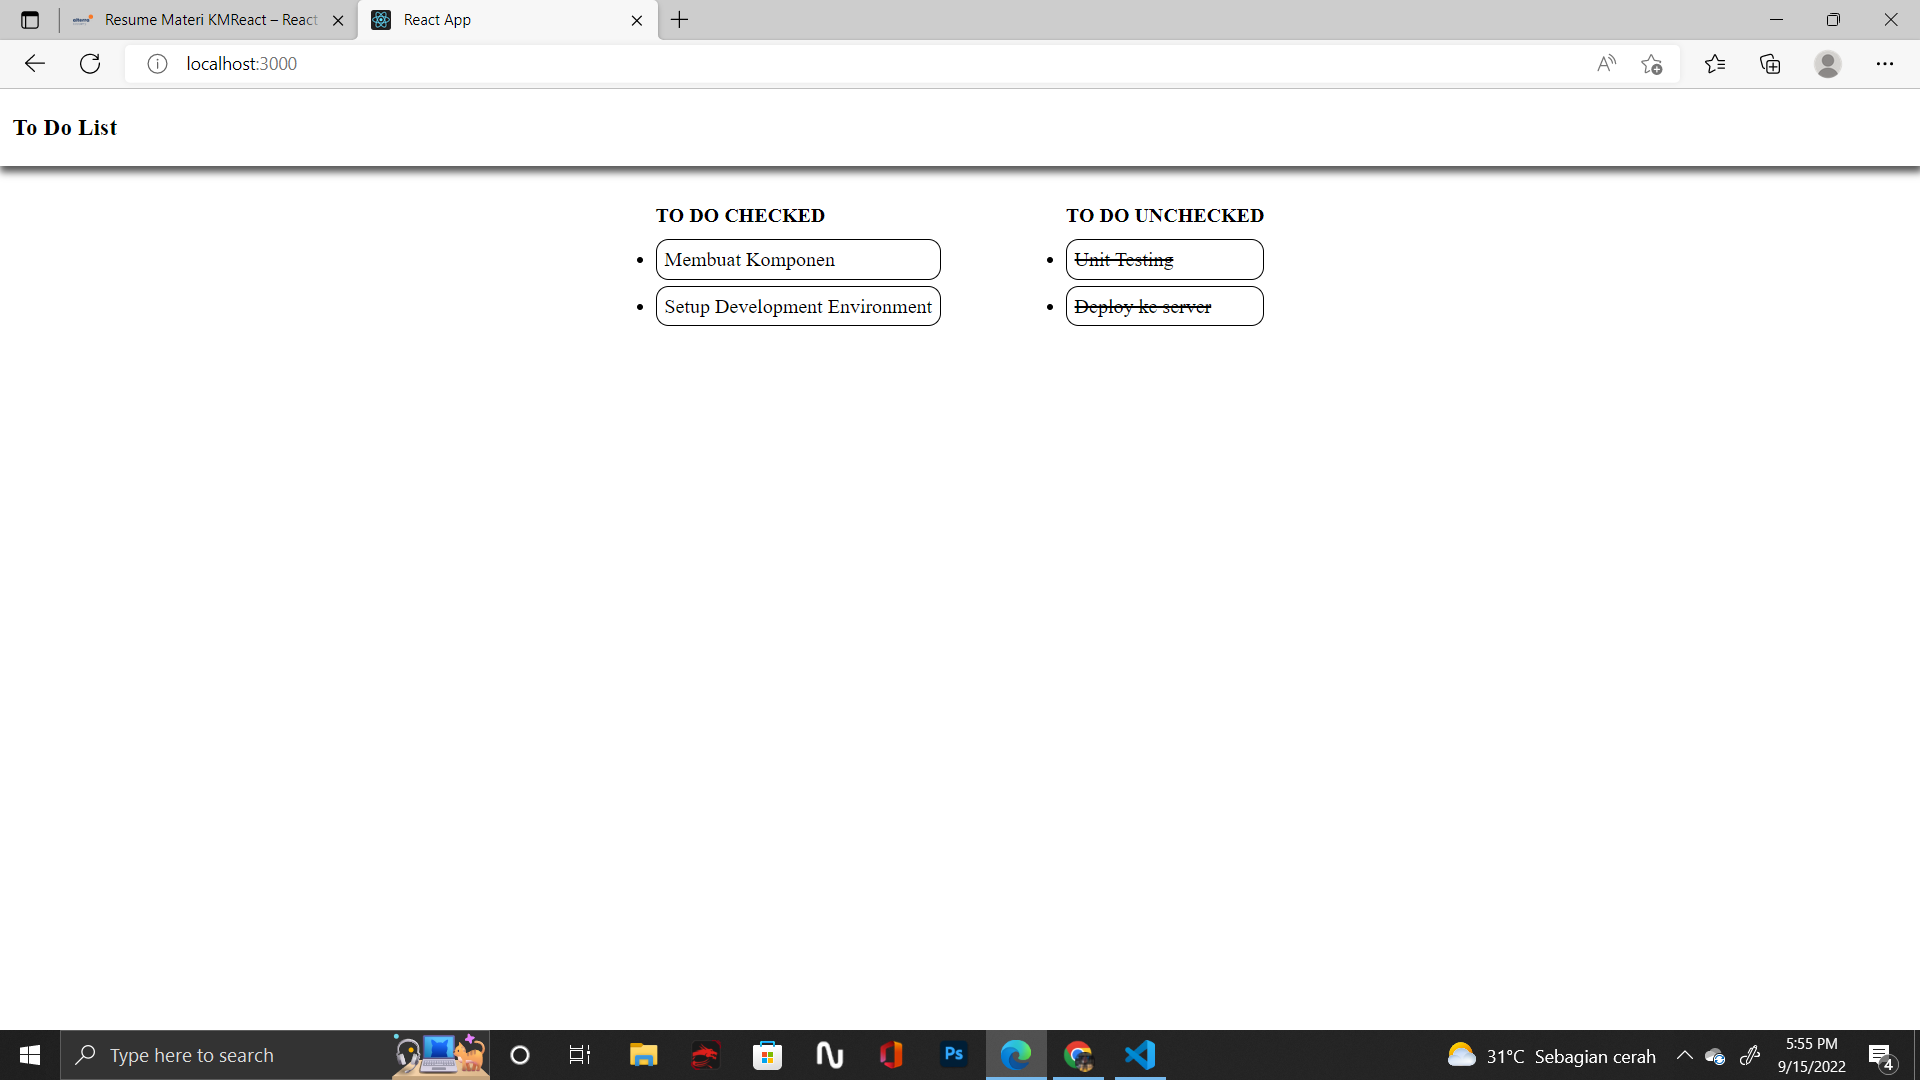 Resume Materi KMReact – React
React App
localhost:3000
To Do List
TO DO CHECKED
Membuat Komponen
Setup Development Environment
TO DO UNCHECKED
Unit Testing
Deploy ke server
Type here to search
Ps
31°C Sebagian cerah
5:55 PM
9/15/2022
4